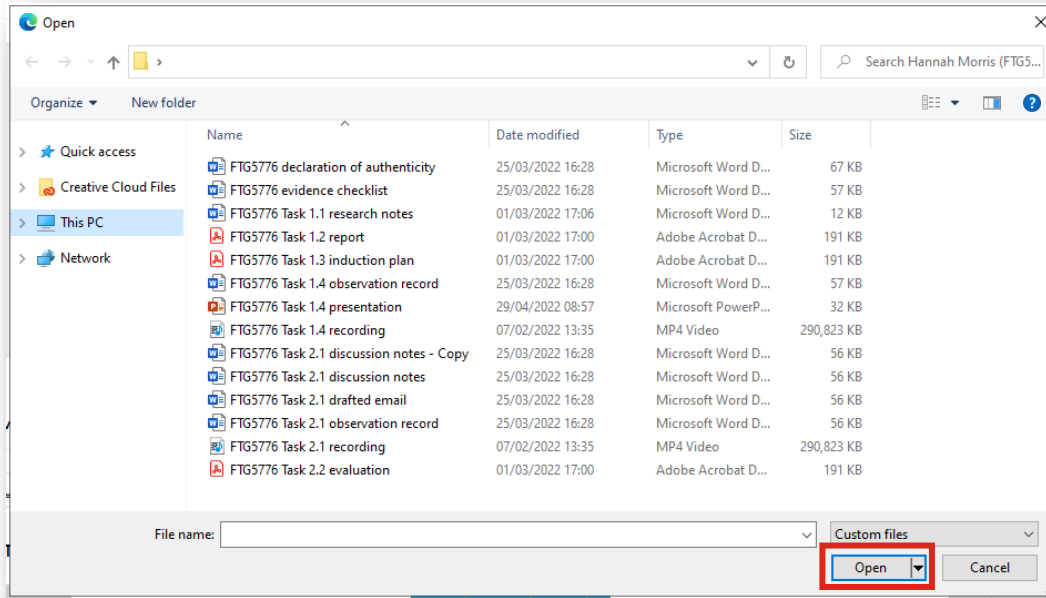 Open
Search Hannah Morris (FTG5...
Organize New folder
Name Date modified Type Size
Quick access
Creative Cloud Files
This PC
Network
FTG5776 declaration of authenticity 25/03/2022 16:28 Microsoft Word D... 67 KB
FTG5776 evidence checklist 25/03/2022 16:28 Microsoft Word D... 57 KB
FTG5776 Task 1.1 research notes 01/03/2022 17:06 Microsoft Word D... 12 KB
FTG5776 Task 1.2 report 01/03/2022 17:00 Adobe Acrobat D... 191 KB
FTG5776 Task 1.3 induction plan 01/03/2022 17:00 Adobe Acrobat D... 191 KB
FTG5776 Task 1.4 observation record 25/03/2022 16:28 Microsoft Word D... 57 KB
FTG5776 Task 1.4 presentation 29/04/2022 08:57 Microsoft PowerP... 32 KB
FTG5776 Task 1.4 recording 07/02/2022 13:35 MP4 Video 290,823 KB
FTG5776 Task 2.1 discussion notes - Copy 25/03/2022 16:28 Microsoft Word D... 56 KB
FTG5776 Task 2.1 discussion notes 25/03/2022 16:28 Microsoft Word D... 56 KB
FTG5776 Task 2.1 drafted email 25/03/2022 16:28 Microsoft Word D... 56 KB
FTG5776 Task 2.1 observation record 25/03/2022 16:28 Microsoft Word D... 56 KB
FTG5776 Task 2.1 recording 07/02/2022 13:35 MP4 Video 290,823 KB
FTG5776 Task 2.2 evaluation 01/03/2022 17:00 Adobe Acrobat D... 191 KB
File name: Custom files
Open Cancel